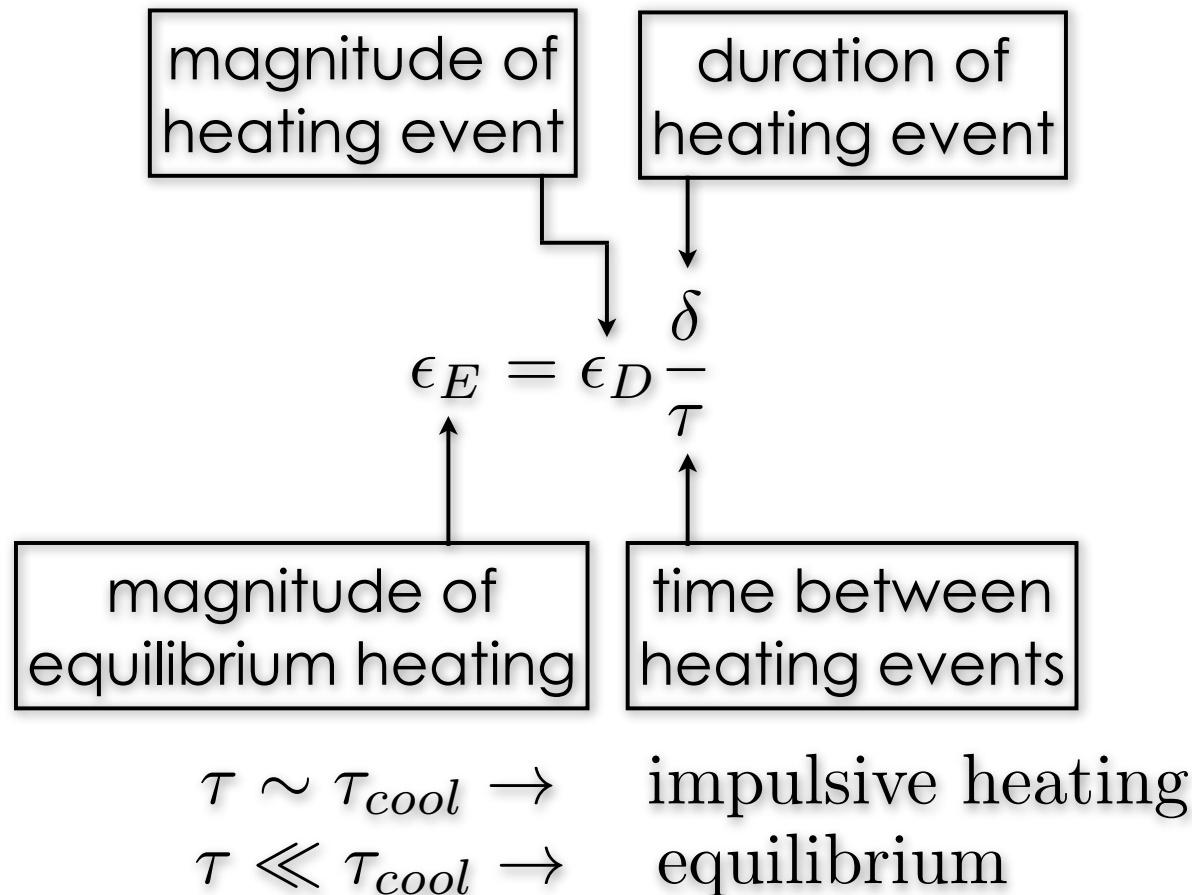 magnitude of
heating event
duration of
heating event
ϵ_E = ϵ_D δ/τ
magnitude of
equilibrium heating
time between
heating events
τ ∼ τ_cool → impulsive heating
τ ≪ τ_cool → equilibrium